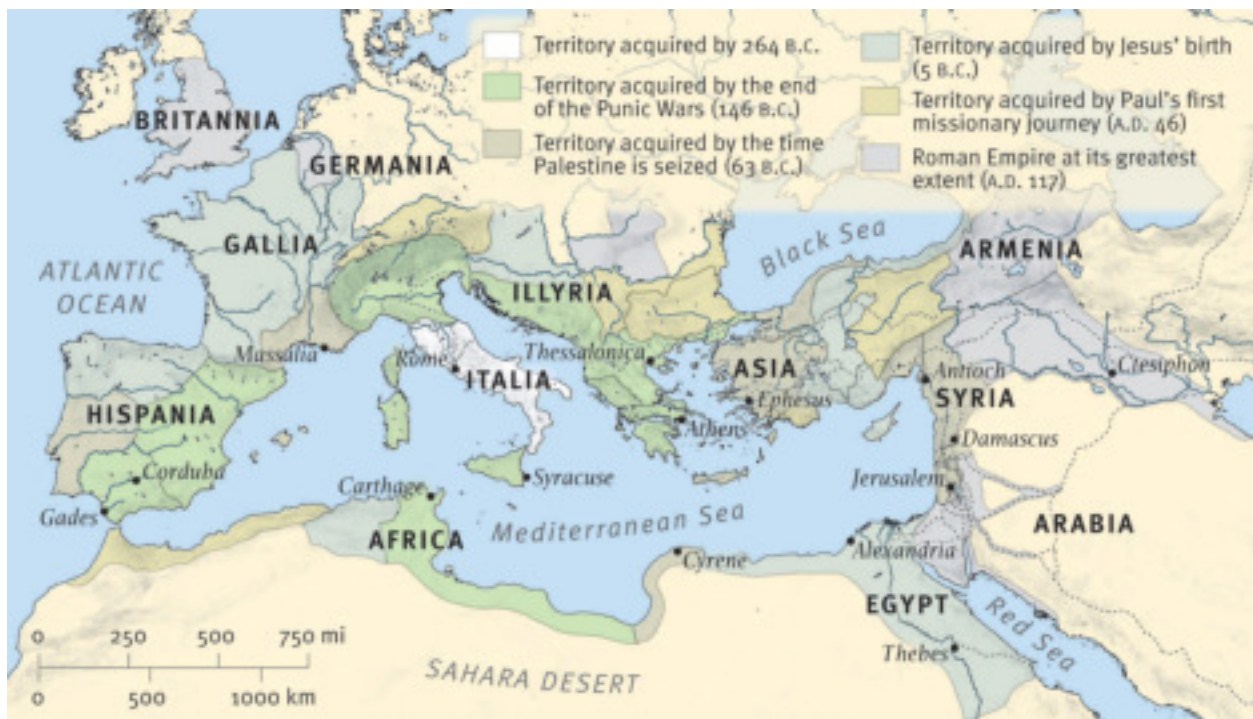 Territory acquired by 264 B.C.
Territory acquired by the end
of the Punic Wars (146 B.C.)
Territory acquired by the time
Palestine is seized (63 B.C.)
Territory acquired by Jesus' birth
(5 B.C.)
Territory acquired by Paul's first
missionary journey (A.D. 46)
Roman Empire at its greatest
extent (A.D. 117)
BRITANNIA
GERMANIA
GALLIA
ATLANTIC
OCEAN
Black Sea
ARMENIA
ILLYRIA
Massalia
Rome
ITALIA
Thessalonica
ASIA
Antioch
Ctesiphon
HISPANIA
Ephesus
SYRIA
Athens
Damascus
Corduba
Syracuse
Carthage
Jerusalem
Gades
Mediterranean Sea
ARABIA
AFRICA
Cyrene
Alexandria
EGYPT
Red Sea
Thebes
SAHARA DESERT
0 250 500 750 mi
0 500 1000 km